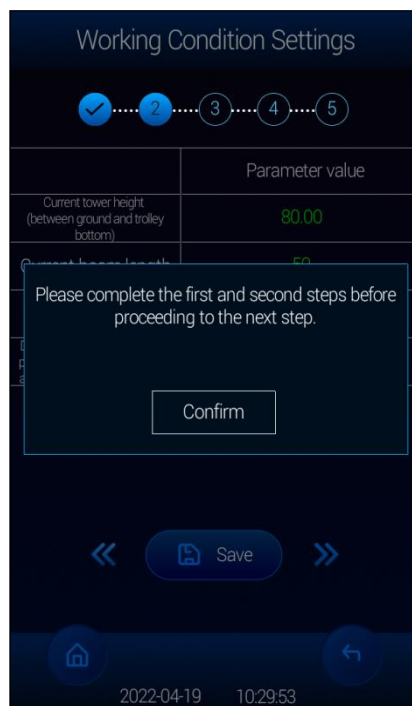 Working Condition Settings
2
3
4
5
Parameter value
Current tower height
(between ground and trolley
bottom)
80.00
Please complete the first and second steps before
proceeding to the next step.
Confirm
Save
2022-04-19 10:29:53